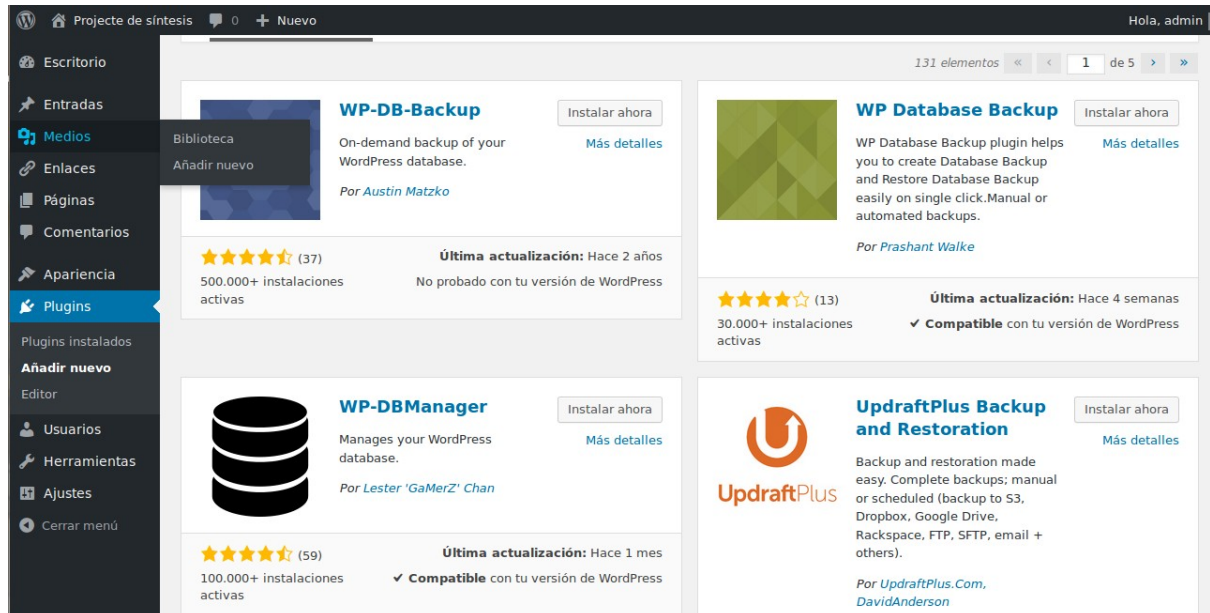 Projecte de síntesis 0 + Nuevo Hola, admin
Escritorio
Entradas
Medios
Biblioteca
Añadir nuevo
Enlaces
Páginas
Comentarios
Apariencia
Plugins
Plugins instalados
Añadir nuevo
Editor
Usuarios
Herramientas
Ajustes
Cerrar menú
131 elementos « ‹ 1 de 5 › »
WP-DB-Backup
Instalar ahora
Más detalles
On-demand backup of your
WordPress database.
Por Austin Matzko
(37)
500.000+ instalaciones
activas
Última actualización: Hace 2 años
No probado con tu versión de WordPress
WP Database Backup
Instalar ahora
Más detalles
WP Database Backup plugin helps
you to create Database Backup
and Restore Database Backup
easily on single click.Manual or
automated backups.
Por Prashant Walke
(13)
30.000+ instalaciones
activas
Última actualización: Hace 4 semanas
✔ Compatible con tu versión de WordPress
WP-DBManager
Instalar ahora
Más detalles
Manages your WordPress
database.
Por Lester 'GaMerZ' Chan
(59)
100.000+ instalaciones
activas
Última actualización: Hace 1 mes
✔ Compatible con tu versión de WordPress
UpdraftPlus
UpdraftPlus Backup
and Restoration
Instalar ahora
Más detalles
Backup and restoration made
easy. Complete backups; manual
or scheduled (backup to S3,
Dropbox, Google Drive,
Rackspace, FTP, SFTP, email +
others).
Por UpdraftPlus.Com,
DavidAnderson